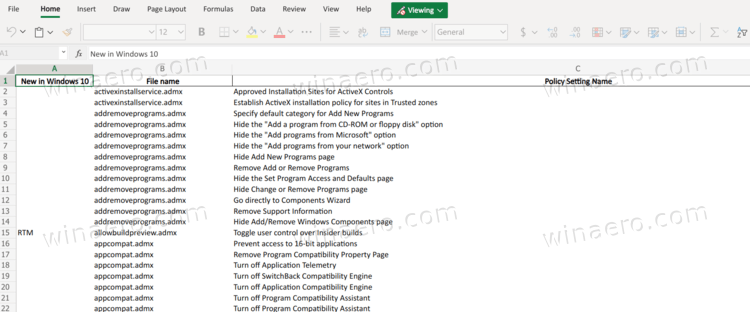 File Home Insert Draw Page Layout Formulas Data Review View Help Viewing
12 B A Merge General $
A1 fx New in Windows 10
A B C
1 New in Windows 10 File name Policy Setting Name
2 activexinstallservice.admx Approved Installation Sites for ActiveX Controls
3 activexinstallservice.admx Establish ActiveX installation policy for sites in Trusted zones
4 addremoveprograms.admx Specify default category for Add New Programs
5 addremoveprograms.admx Hide the "Add a program from CD-ROM or floppy disk" option
6 addremoveprograms.admx Hide the "Add programs from Microsoft" option
7 addremoveprograms.admx Hide the "Add programs from your network" option
8 addremoveprograms.admx Hide Add New Programs page
9 addremoveprograms.admx Remove Add or Remove Programs
10 addremoveprograms.admx Hide the Set Program Access and Defaults page
11 addremoveprograms.admx Hide Change or Remove Programs page
12 addremoveprograms.admx Go directly to Components Wizard
13 addremoveprograms.admx Remove Support Information
14 addremoveprograms.admx Hide Add/Remove Windows Components page
15 RTM allowbuildpreview.admx Toggle user control over Insider builds
16 appcompat.admx Prevent access to 16-bit applications
17 appcompat.admx Remove Program Compatibility Property Page
18 appcompat.admx Turn off Application Telemetry
19 appcompat.admx Turn off SwitchBack Compatibility Engine
20 appcompat.admx Turn off Application Compatibility Engine
21 appcompat.admx Turn off Program Compatibility Assistant
22 appcompat.admx Turn off Program Compatibility Assistant
winaero.com winaero.com winaero.com
winaero.com winaero.com winaero.com